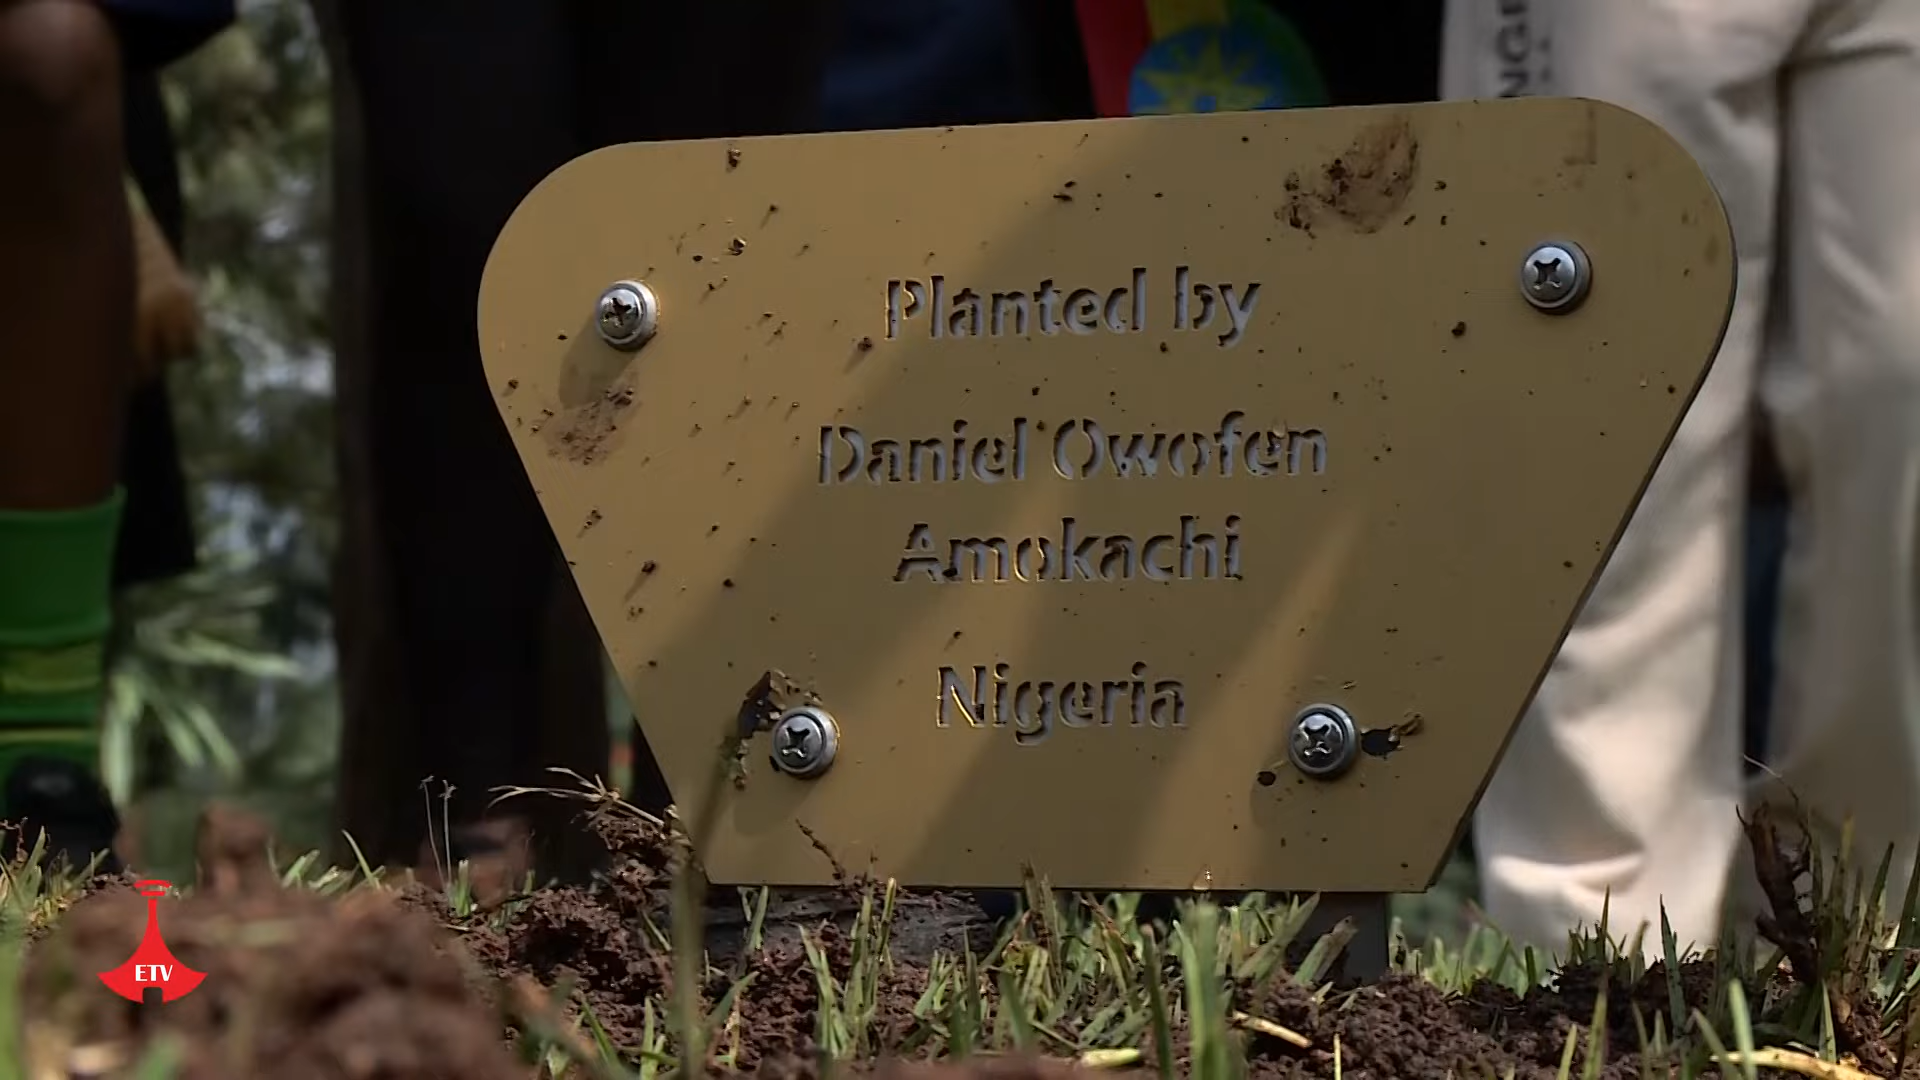 Planted by
Daniel Owofen
Amokachi
Nigeria
ETV